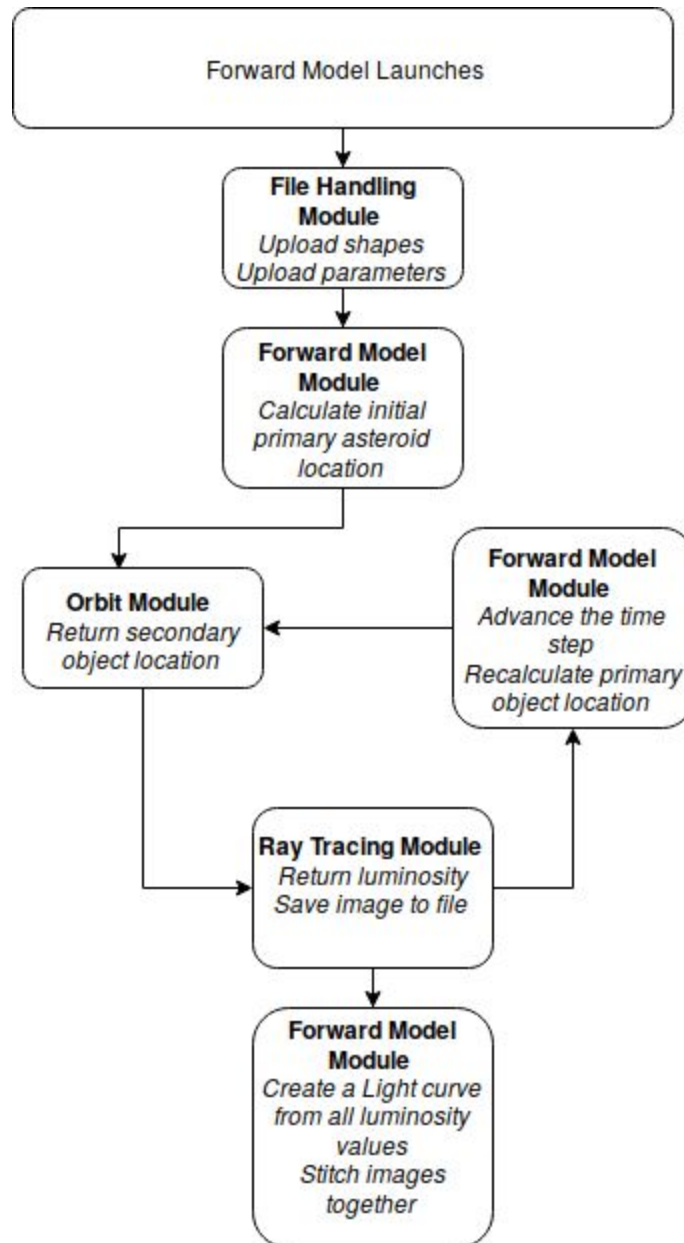 Forward Model Launches
File Handling
Module
Upload shapes
Upload parameters
Forward Model
Module
Calculate initial
primary asteroid
location
Orbit Module
Return secondary
object location
Forward Model
Module
Advance the time
step
Recalculate primary
object location
Ray Tracing Module
Return luminosity
Save image to file
Forward Model
Module
Create a Light curve
from all luminosity
values
Stitch images
together